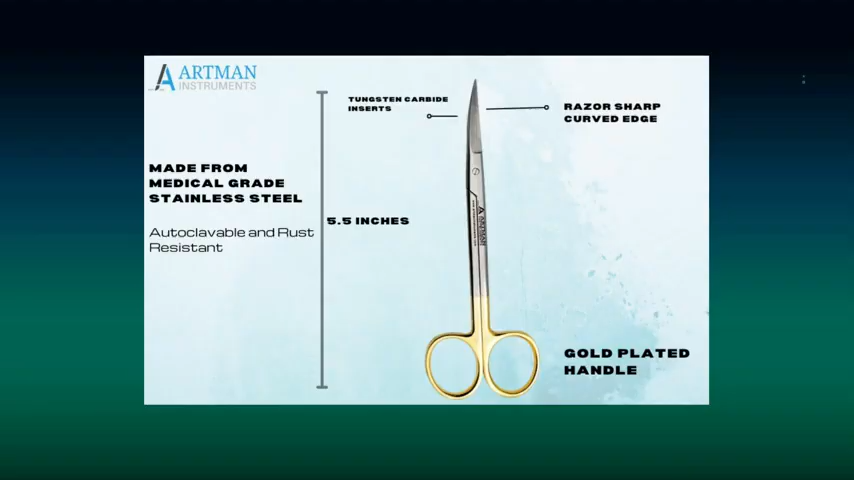 ARTMAN
INSTRUMENTS
TUNGSTEN CARBIDE
INSERTS
RAZOR SHARP
CURVED EDGE
MADE FROM
MEDICAL GRADE
STAINLESS STEEL
5.5 INCHES
Autoclavable and Rust
Resistant
GOLD PLATED
HANDLE
ARTMAN